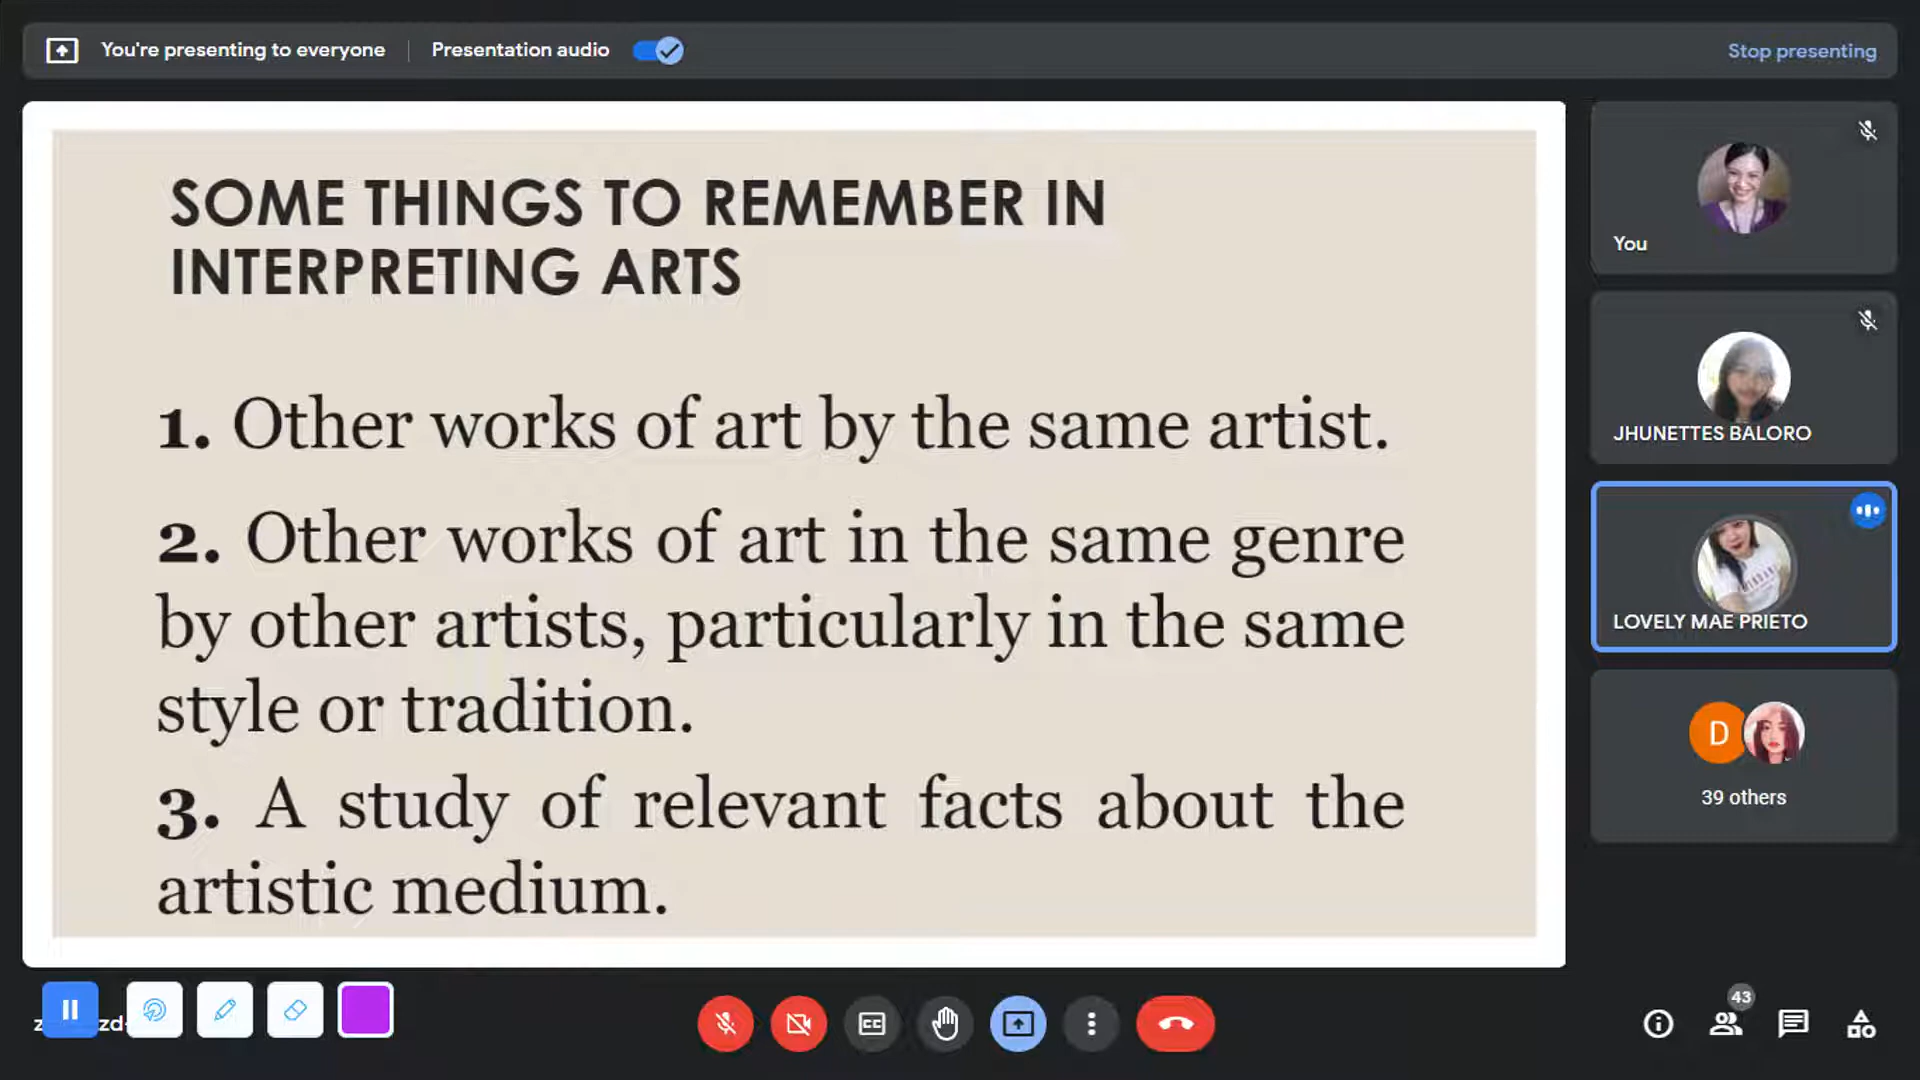 You're presenting to everyone
Presentation audio
Stop presenting
SOME THINGS TO REMEMBER IN
INTERPRETING ARTS
1. Other works of art by the same artist.
2. Other works of art in the same genre
by other artists, particularly in the same
style or tradition.
3. A study of relevant facts about the
artistic medium.
You
JHUNETTES BALORO
LOVELY MAE PRIETO
D
39 others
CC
43